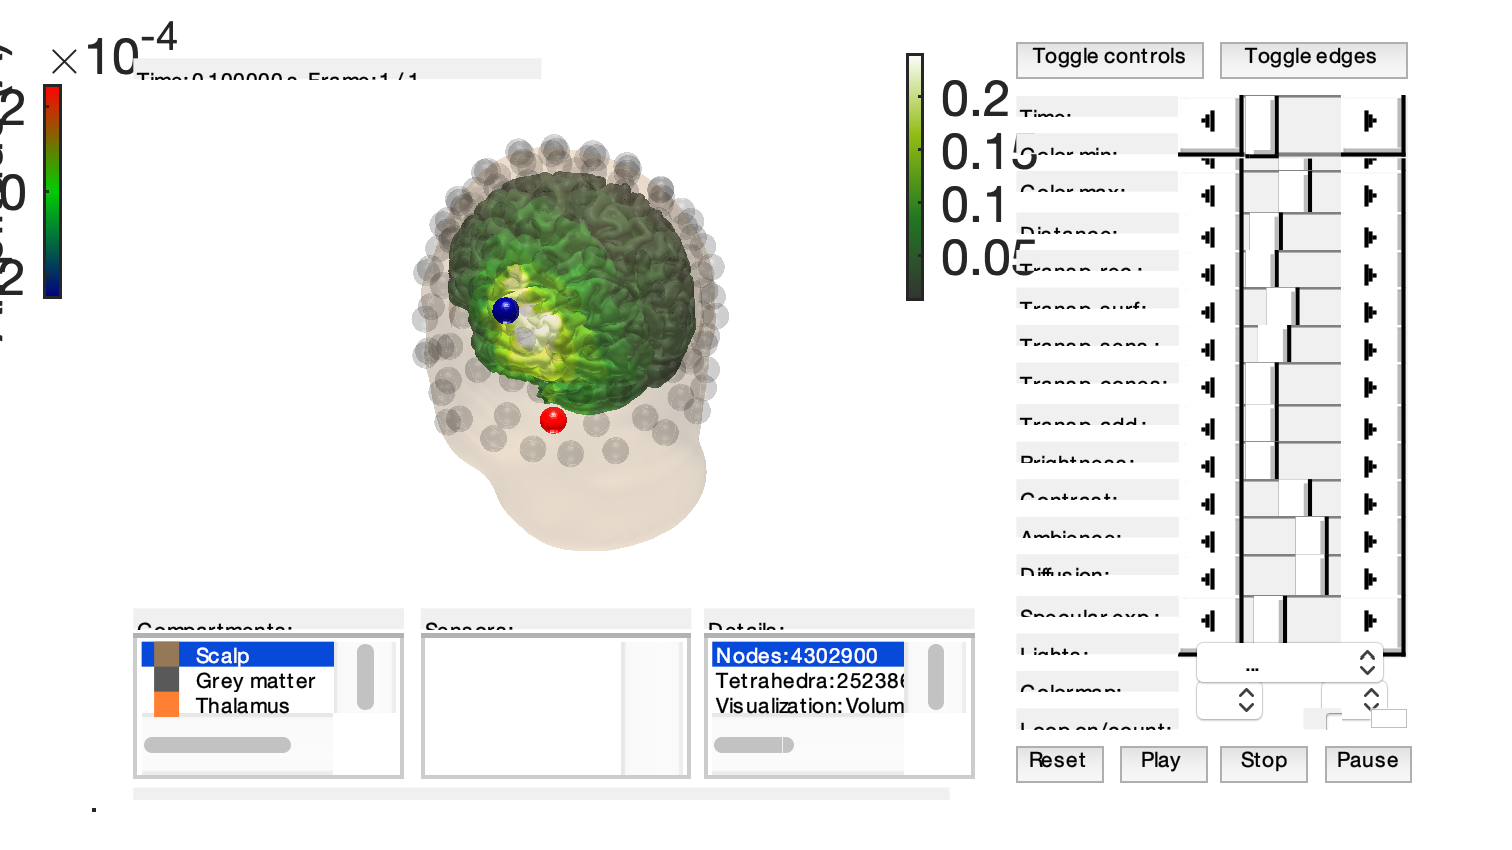 ×10-4
2
0
2
Time: 0.100000 s Frame: 1 / 1
0.2
0.15
0.1
0.05
Toggle controls
Toggle edges
Time:
Color min:
Color max:
Distance:
Transp. rec.:
Transp. surf.:
Transp. sens.:
Transp. cones:
Transp. add.:
Brightness:
Contrast:
Ambience:
Diffusion:
Specular exp.:
Lights:
...
Colormap:
Loop on/count:
Reset
Play
Stop
Pause
Compartments:
Scalp
Grey matter
Thalamus
Sensors:
Details:
Nodes: 4302900
Tetrahedra: 252386
Visualization: Volum